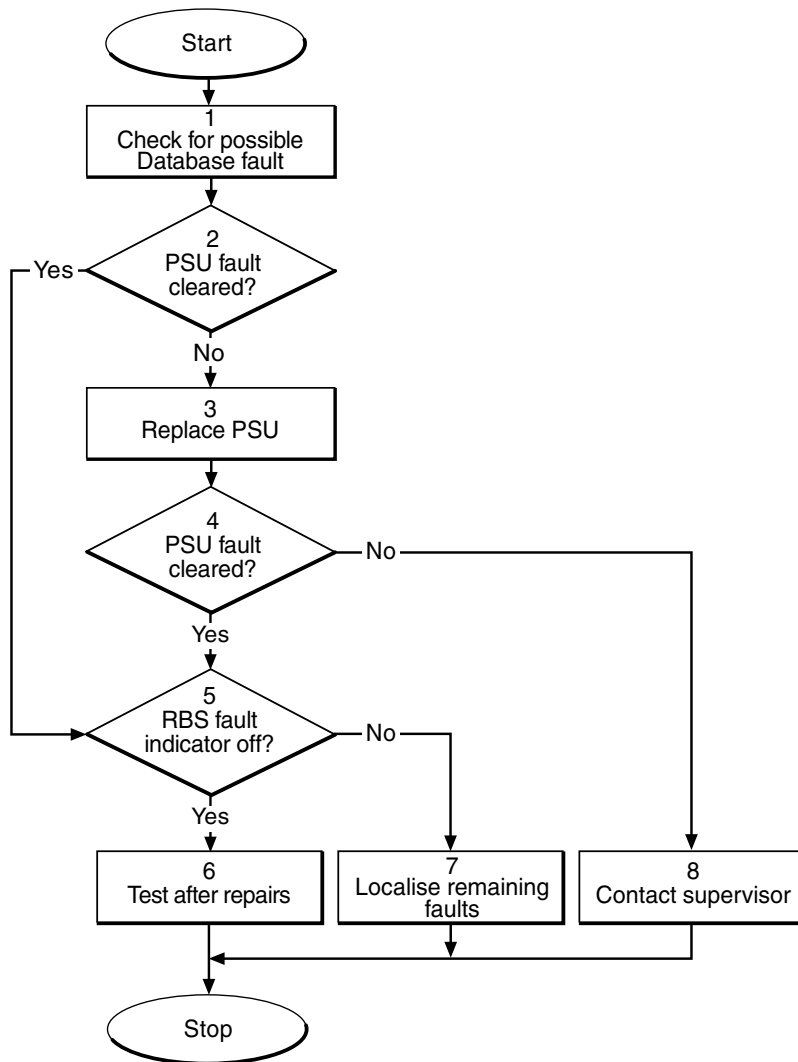 Start
1
Check for possible
Database fault
2
PSU fault
cleared?
Yes
No
3
Replace PSU
4
PSU fault
cleared?
No
Yes
5
RBS fault
indicator off?
No
Yes
6
Test after repairs
7
Localise remaining
faults
8
Contact supervisor
Stop